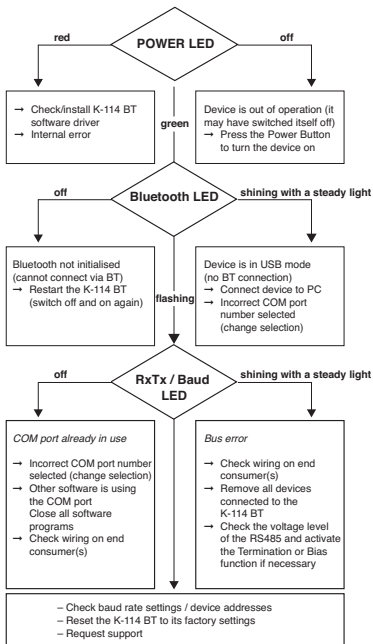 red
POWER LED
off
→ Check/install K-114 BT
software driver
→ Internal error
green
Device is out of operation (it
may have switched itself off)
→ Press the Power Button
to turn the device on
off
Bluetooth LED
shining with a steady light
Bluetooth not initialised
(cannot connect via BT)
→ Restart the K-114 BT
(switch off and on again)
flashing
Device is in USB mode
(no BT connection)
→ Connect device to PC
→ Incorrect COM port
number selected
(change selection)
off
RxTx / Baud
LED
shining with a steady light
COM port already in use
→ Incorrect COM port number
selected (change selection)
→ Other software is using
the COM port
Close all software
programs
→ Check wiring on end
consumer(s)
Bus error
→ Check wiring on end
consumer(s)
→ Remove all devices
connected to the
K-114 BT
→ Check the voltage level
of the RS485 and activate
the Termination or Bias
function if necessary
– Check baud rate settings / device addresses
– Reset the K-114 BT to its factory settings
– Request support